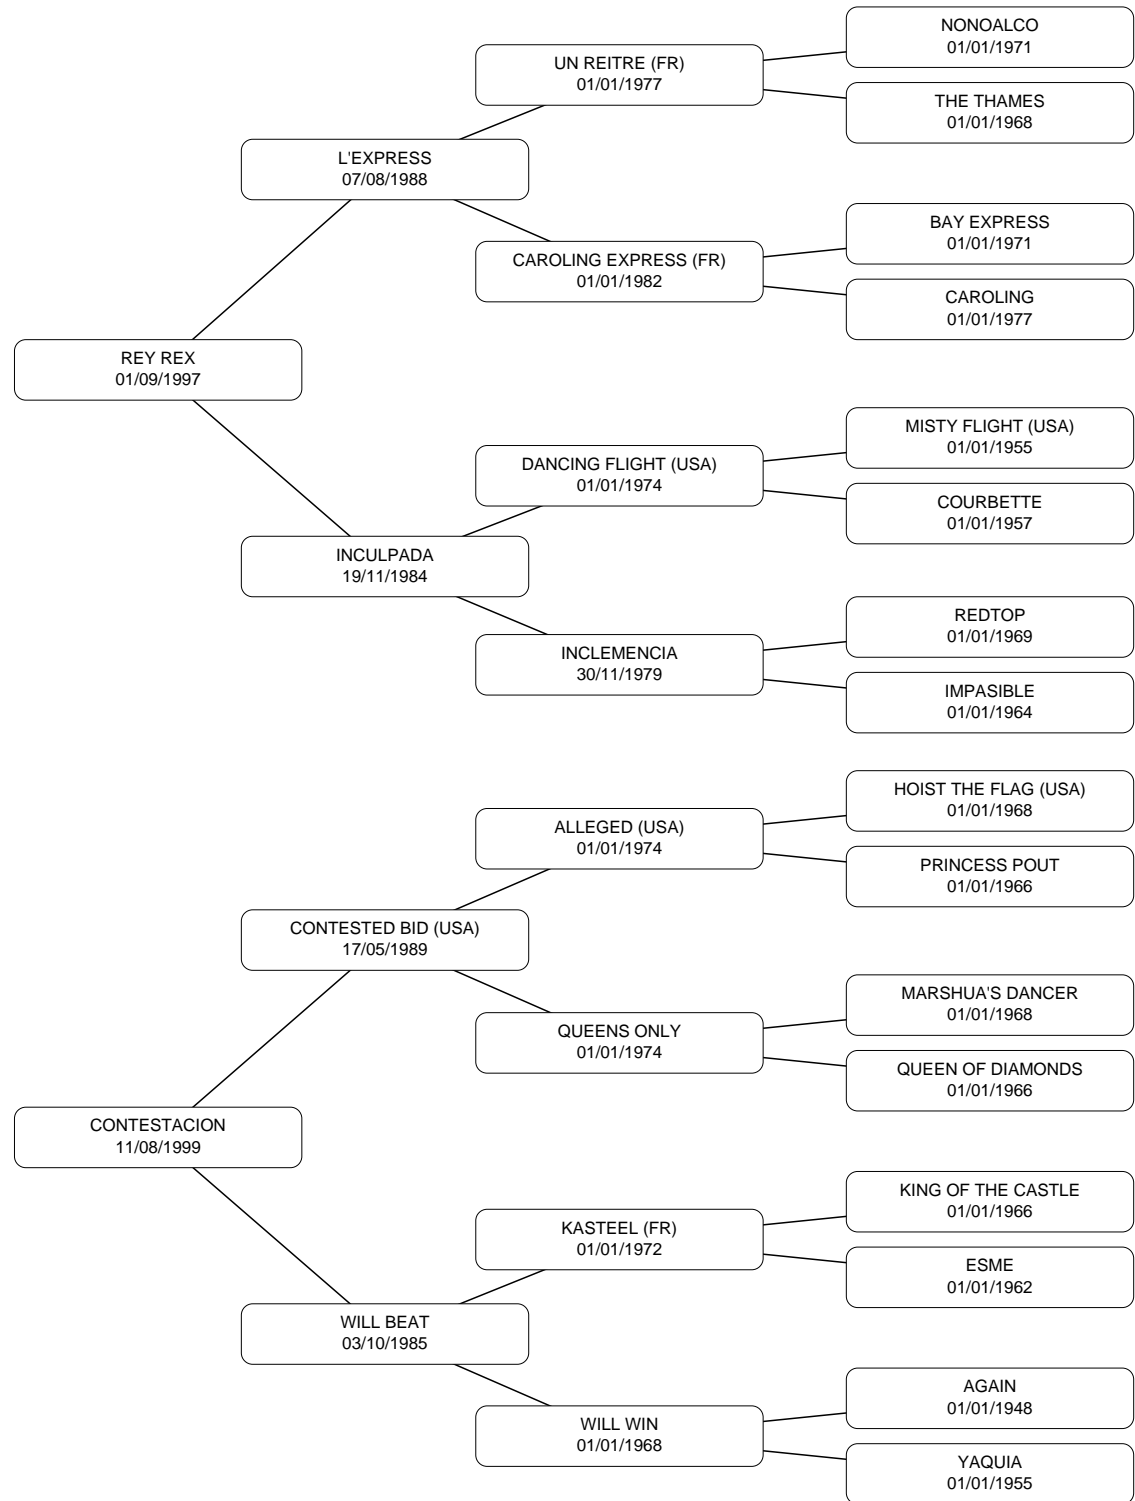 NONOALCO
01/01/1971
UN REITRE (FR)
01/01/1977
THE THAMES
01/01/1968
L'EXPRESS
07/08/1988
BAY EXPRESS
01/01/1971
CAROLING EXPRESS (FR)
01/01/1982
CAROLING
01/01/1977
REY REX
01/09/1997
MISTY FLIGHT (USA)
01/01/1955
DANCING FLIGHT (USA)
01/01/1974
COURBETTE
01/01/1957
INCULPADA
19/11/1984
REDTOP
01/01/1969
INCLEMENCIA
30/11/1979
IMPASIBLE
01/01/1964
HOIST THE FLAG (USA)
01/01/1968
ALLEGED (USA)
01/01/1974
PRINCESS POUT
01/01/1966
CONTESTED BID (USA)
17/05/1989
MARSHUA'S DANCER
01/01/1968
QUEENS ONLY
01/01/1974
QUEEN OF DIAMONDS
01/01/1966
CONTESTACION
11/08/1999
KING OF THE CASTLE
01/01/1966
KASTEEL (FR)
01/01/1972
ESME
01/01/1962
WILL BEAT
03/10/1985
AGAIN
01/01/1948
WILL WIN
01/01/1968
YAQUIA
01/01/1955